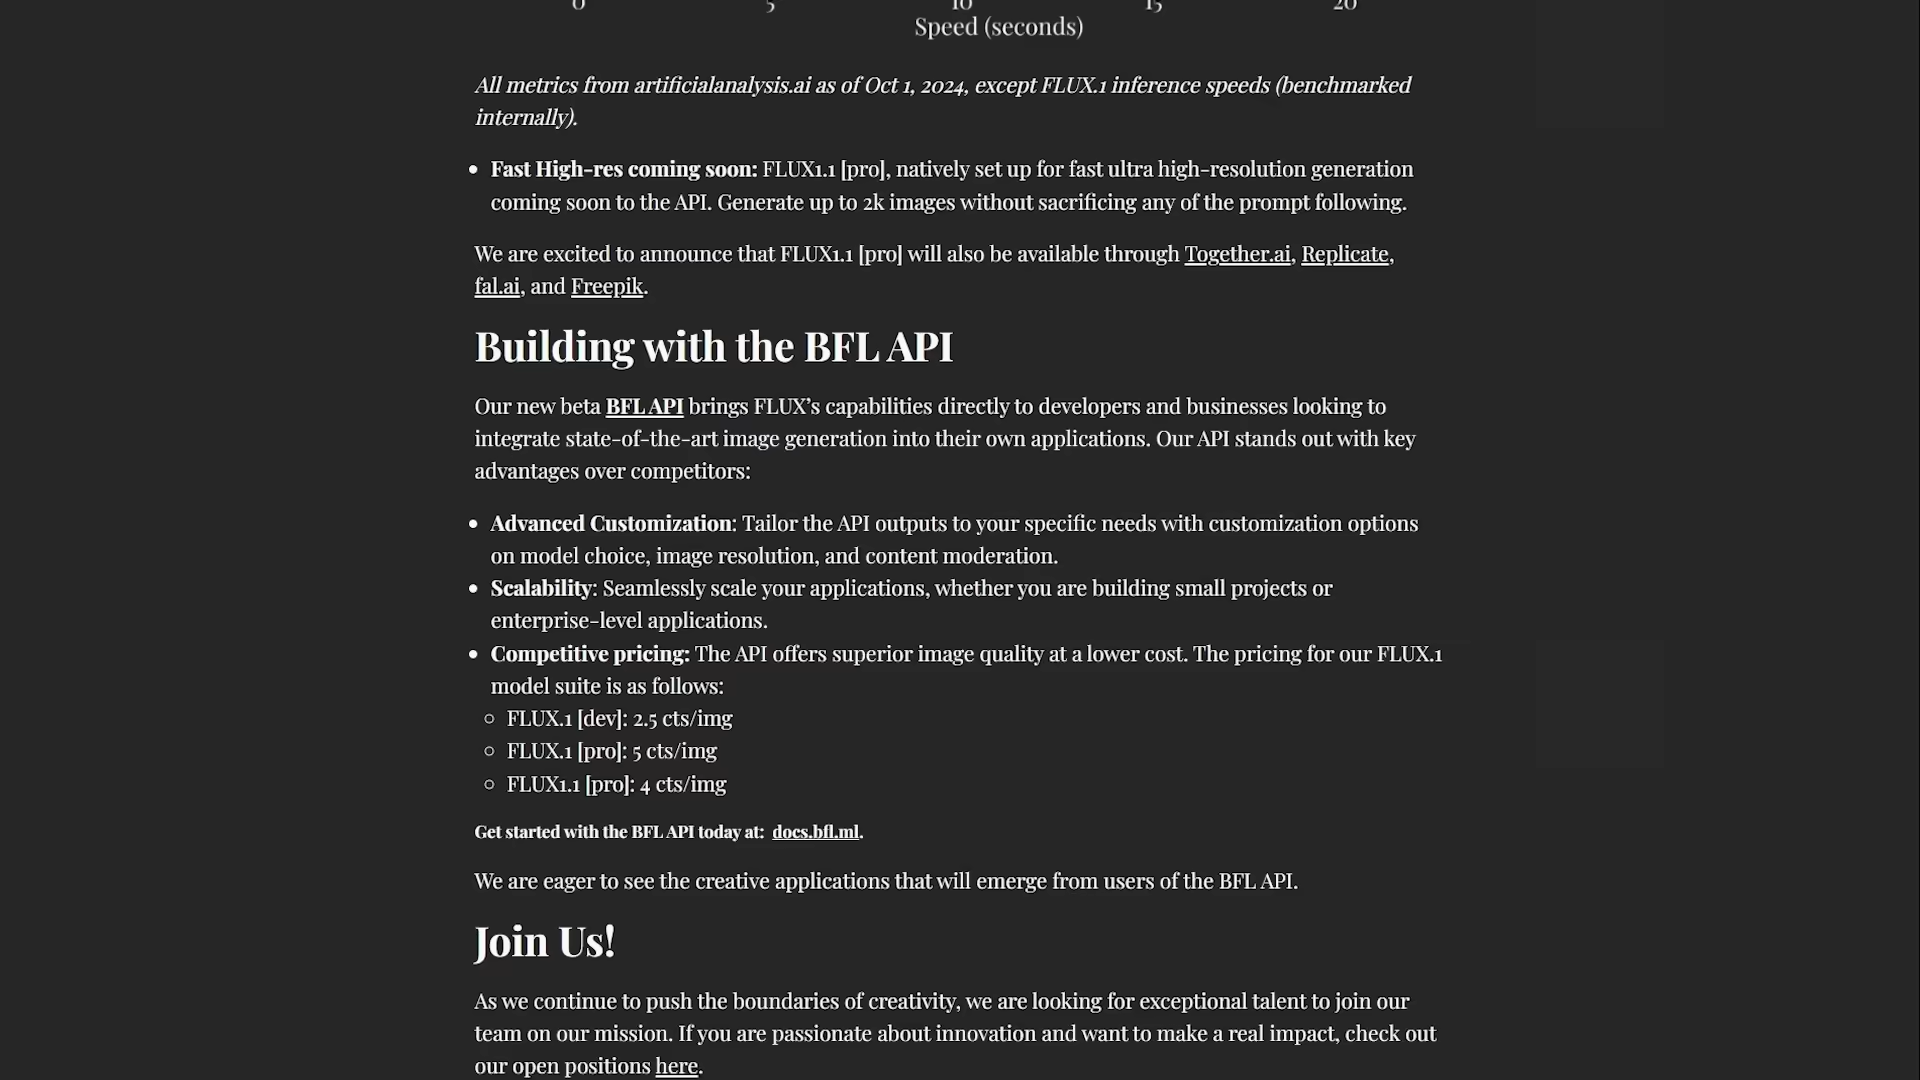 0 5 10 15 20
Speed (seconds)
All metrics from artificialanalysis.ai as of Oct 1, 2024, except FLUX.1 inference speeds (benchmarked
internally).
• Fast High-res coming soon: FLUX1.1 [pro], natively set up for fast ultra high-resolution generation
coming soon to the API. Generate up to 2k images without sacrificing any of the prompt following.
We are excited to announce that FLUX1.1 [pro] will also be available through Together.ai, Replicate,
fal.ai, and Freepik.
Building with the BFL API
Our new beta BFL API brings FLUX’s capabilities directly to developers and businesses looking to
integrate state-of-the-art image generation into their own applications. Our API stands out with key
advantages over competitors:
• Advanced Customization: Tailor the API outputs to your specific needs with customization options
on model choice, image resolution, and content moderation.
• Scalability: Seamlessly scale your applications, whether you are building small projects or
enterprise-level applications.
• Competitive pricing: The API offers superior image quality at a lower cost. The pricing for our FLUX.1
model suite is as follows:
○ FLUX.1 [dev]: 2.5 cts/img
○ FLUX.1 [pro]: 5 cts/img
○ FLUX1.1 [pro]: 4 cts/img
Get started with the BFL API today at: docs.bfl.ml.
We are eager to see the creative applications that will emerge from users of the BFL API.
Join Us!
As we continue to push the boundaries of creativity, we are looking for exceptional talent to join our
team on our mission. If you are passionate about innovation and want to make a real impact, check out
our open positions here.